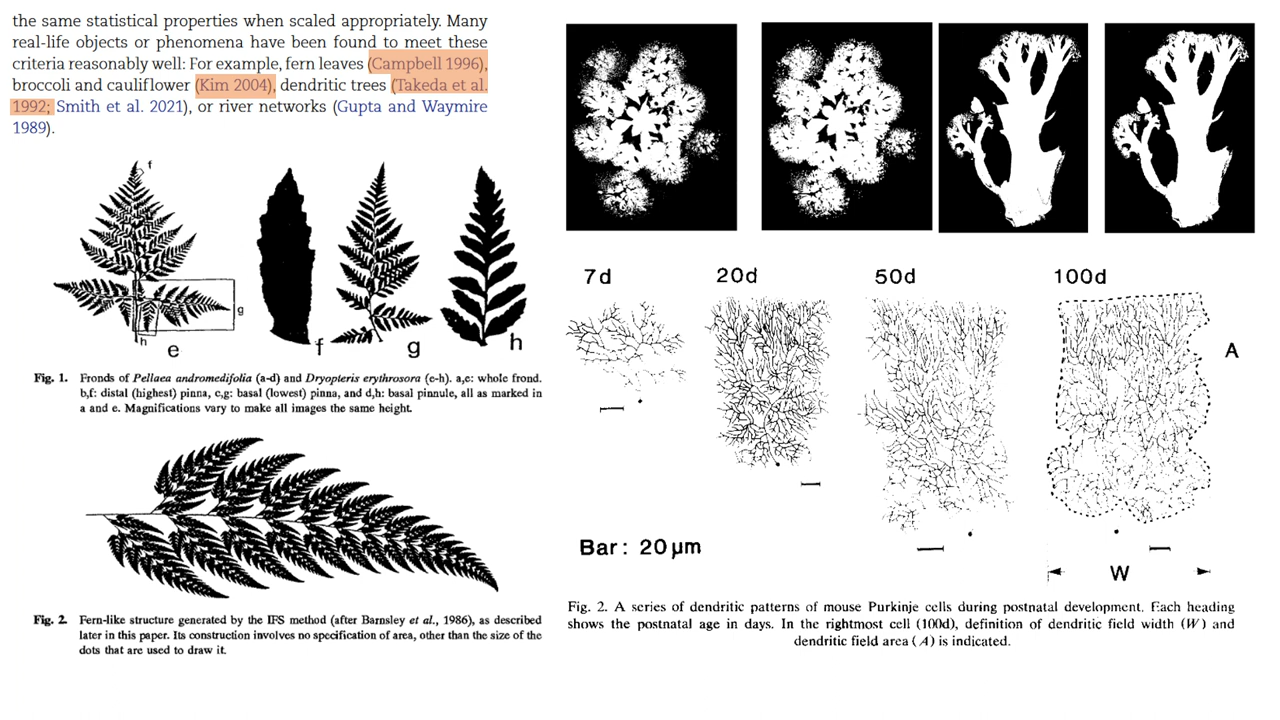 the same statistical properties when scaled appropriately. Many
real-life objects or phenomena have been found to meet these
criteria reasonably well: For example, fern leaves (Campbell 1996),
broccoli and cauliflower (Kim 2004), dendritic trees (Takeda et al.
1992; Smith et al. 2021), or river networks (Gupta and Waymire
1989).
f
g
h
e
f
g
h
Fig. 1. Fronds of Pellaea andromedifolia (a-d) and Dryopteris erythrosora (e-h). a,e: whole frond.
b,f: distal (highest) pinna, c,g: basal (lowest) pinna, and d,h: basal pinnule, all as marked in
a and e. Magnifications vary to make all images the same height.
Fig. 2. Fern-like structure generated by the IFS method (after Barnsley et al., 1986), as described
later in this paper. Its construction involves no specification of area, other than the size of the
dots that are used to draw it.
7d
20d
50d
100d
A
Bar: 20 µm
W
Fig. 2. A series of dendritic patterns of mouse Purkinje cells during postnatal development. Each heading
shows the postnatal age in days. In the rightmost cell (100d), definition of dendritic field width (W) and
dendritic field area (A) is indicated.